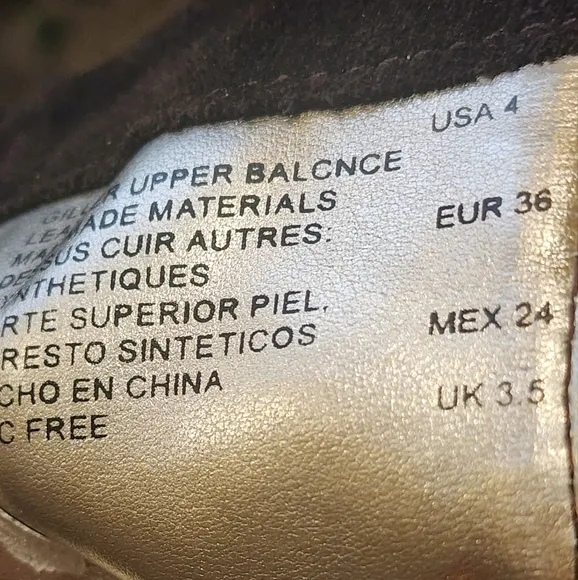 UPPER BALCNCE
MADE MATERIALS
CUIR AUTRES:
YNTHETIQUES
RTE SUPERIOR PIEL.
RESTO SINTETICOS
CHO EN CHINA
C FREE
USA 4
EUR 36
MEX 24
UK 3.5